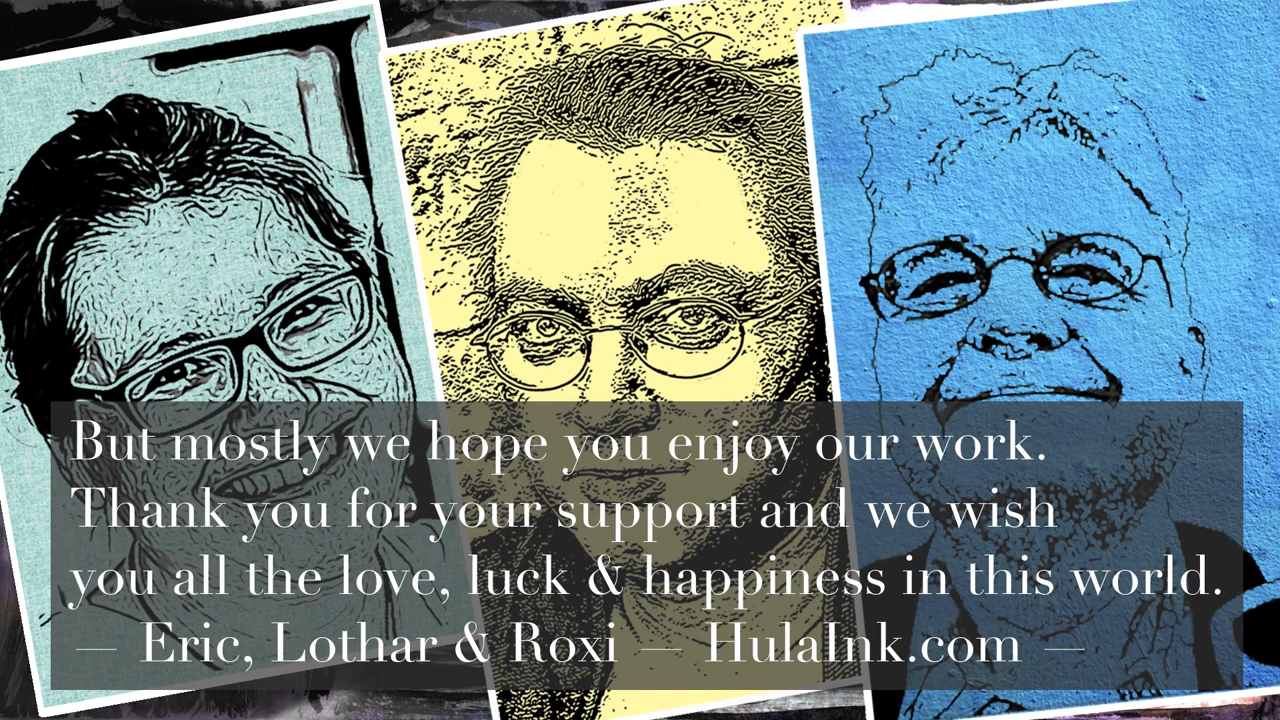 But mostly we hope you enjoy our work.
Thank you for your support and we wish
you all the love, luck & happiness in this world.
— Eric, Lothar & Roxi — HulaInk.com —